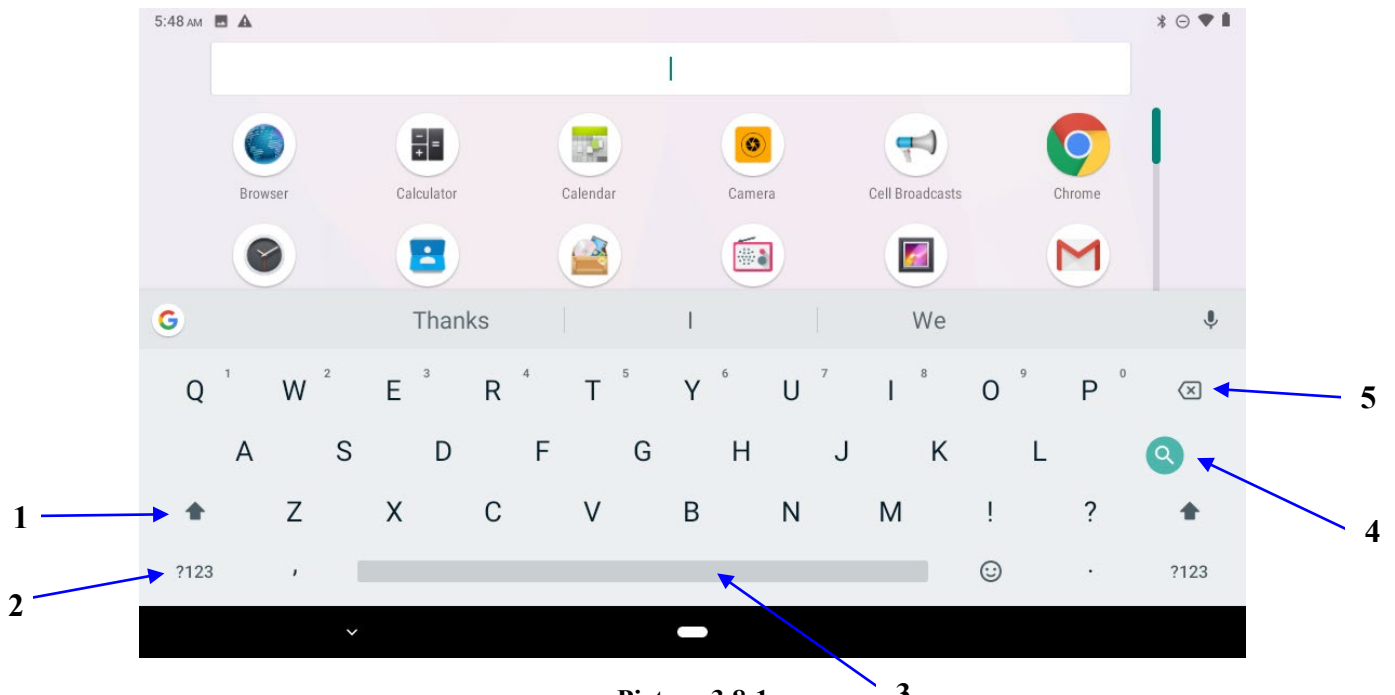 5:48 AM
Browser Calculator Calendar Camera Cell Broadcasts Chrome
Thanks I We
Q 1 W 2 E 3 R 4 T 5 Y 6 U 7 I 8 O 9 P 0
5
A S D F G H J K L
1
Z X C V B N M ! ?
4
?123 , . ?123
2
3